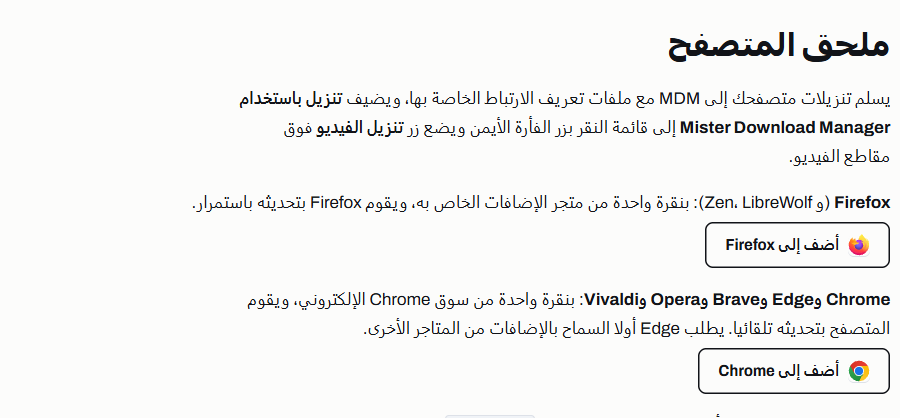 ملحق المتصفح
يسلم تنزيلات متصفحك إلى MDM مع ملفات تعريف الارتباط الخاصة بها، ويضيف تنزيل باستخدام
Mister Download Manager إلى قائمة النقر بزر الفأرة الأيمن ويضع زر تنزيل الفيديو فوق
مقاطع الفيديو.
Firefox (و Zen، LibreWolf): بنقرة واحدة من متجر الإضافات الخاص به، ويقوم Firefox بتحديثه باستمرار.
أضف إلى Firefox
Chrome وEdge وBrave وOpera وVivaldi: بنقرة واحدة من سوق Chrome الإلكتروني، ويقوم
المتصفح بتحديثه تلقائيا. يطلب Edge أولا السماح بالإضافات من المتاجر الأخرى.
أضف إلى Chrome